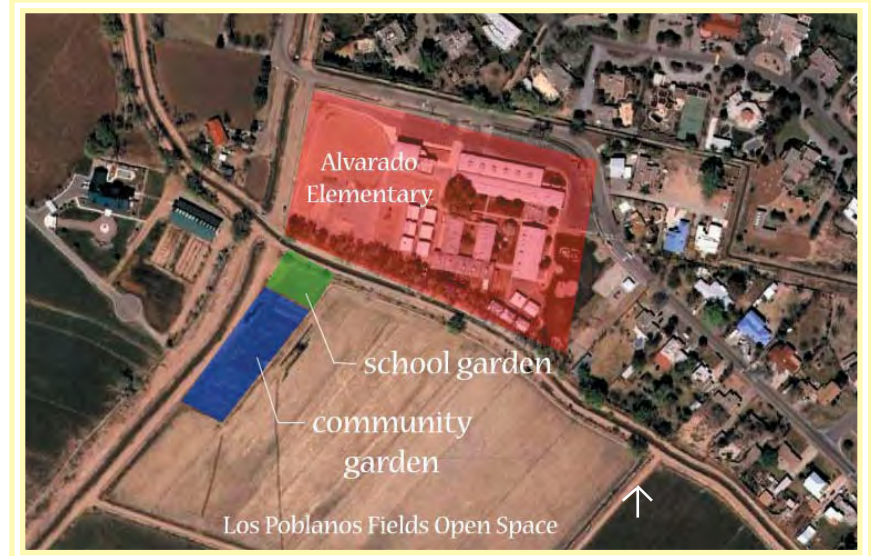 Alvarado
Elementary
school garden
community
garden
Los Poblanos Fields Open Space